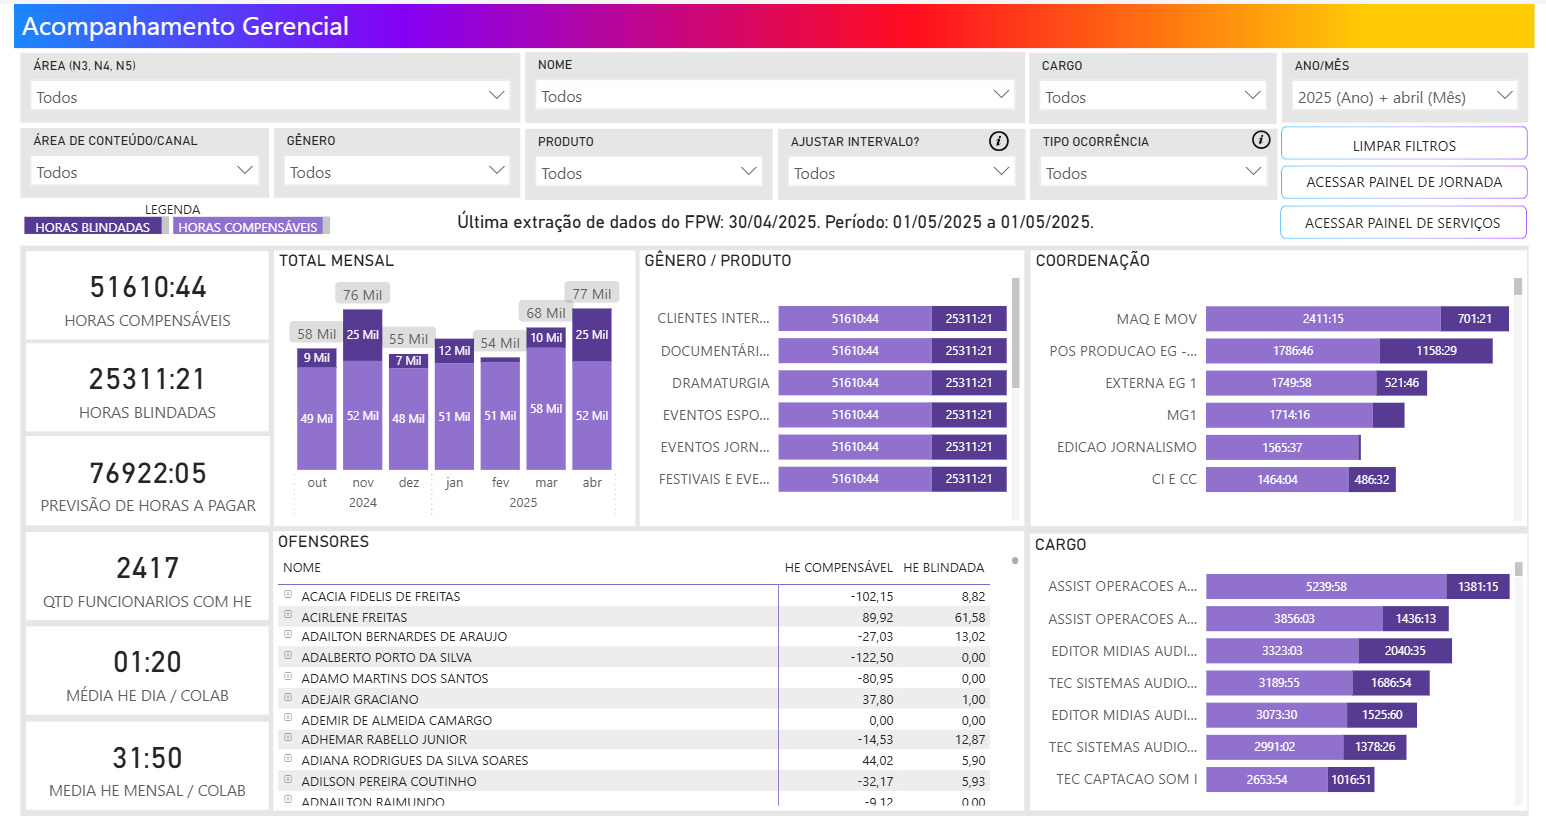 Acompanhamento Gerencial
ÁREA (N3, N4, N5)
Todos
NOME
Todos
CARGO
Todos
ANO/MÊS
2025 (Ano) + abril (Mês)
ÁREA DE CONTEÚDO/CANAL
Todos
GÊNERO
Todos
PRODUTO
Todos
AJUSTAR INTERVALO?
Todos
TIPO OCORRÊNCIA
Todos
LIMPAR FILTROS
ACESSAR PAINEL DE JORNADA
ACESSAR PAINEL DE SERVIÇOS
LEGENDA
HORAS BLINDADAS
HORAS COMPENSÁVEIS
Última extração de dados do FPW: 30/04/2025. Período: 01/05/2025 a 01/05/2025.
51610:44
HORAS COMPENSÁVEIS
25311:21
HORAS BLINDADAS
76922:05
PREVISÃO DE HORAS A PAGAR
2417
QTD FUNCIONARIOS COM HE
01:20
MÉDIA HE DIA / COLAB
31:50
MEDIA HE MENSAL / COLAB
TOTAL MENSAL
58 Mil 76 Mil 55 Mil 54 Mil 68 Mil 77 Mil
9 Mil 25 Mil 7 Mil 12 Mil 10 Mil 25 Mil
49 Mil 52 Mil 48 Mil 51 Mil 51 Mil 58 Mil 52 Mil
out nov dez jan fev mar abr
2024 2025
GÊNERO / PRODUTO
CLIENTES INTER... 51610:44 25311:21
DOCUMENTÁRI... 51610:44 25311:21
DRAMATURGIA 51610:44 25311:21
EVENTOS ESPO... 51610:44 25311:21
EVENTOS JORN... 51610:44 25311:21
FESTIVAIS E EVE... 51610:44 25311:21
COORDENAÇÃO
MAQ E MOV 2411:15 701:21
POS PRODUCAO EG -... 1786:46 1158:29
EXTERNA EG 1 1749:58 521:46
MG1 1714:16
EDICAO JORNALISMO 1565:37
CI E CC 1464:04 486:32
OFENSORES
NOME HE COMPENSÁVEL HE BLINDADA
ACACIA FIDELIS DE FREITAS -102,15 8,82
ACIRLENE FREITAS 89,92 61,58
ADAILTON BERNARDES DE ARAUJO -27,03 13,02
ADALBERTO PORTO DA SILVA -122,50 0,00
ADAMO MARTINS DOS SANTOS -80,95 0,00
ADEJAIR GRACIANO 37,80 1,00
ADEMIR DE ALMEIDA CAMARGO 0,00 0,00
ADHEMAR RABELLO JUNIOR -14,53 12,87
ADIANA RODRIGUES DA SILVA SOARES 44,02 5,90
ADILSON PEREIRA COUTINHO -32,17 5,93
ADNAILTON RAIMUNDO -9,12 0,00
CARGO
ASSIST OPERACOES A... 5239:58 1381:15
ASSIST OPERACOES A... 3856:03 1436:13
EDITOR MIDIAS AUDI... 3323:03 2040:35
TEC SISTEMAS AUDIO... 3189:55 1686:54
EDITOR MIDIAS AUDI... 3073:30 1525:60
TEC SISTEMAS AUDIO... 2991:02 1378:26
TEC CAPTACAO SOM I 2653:54 1016:51